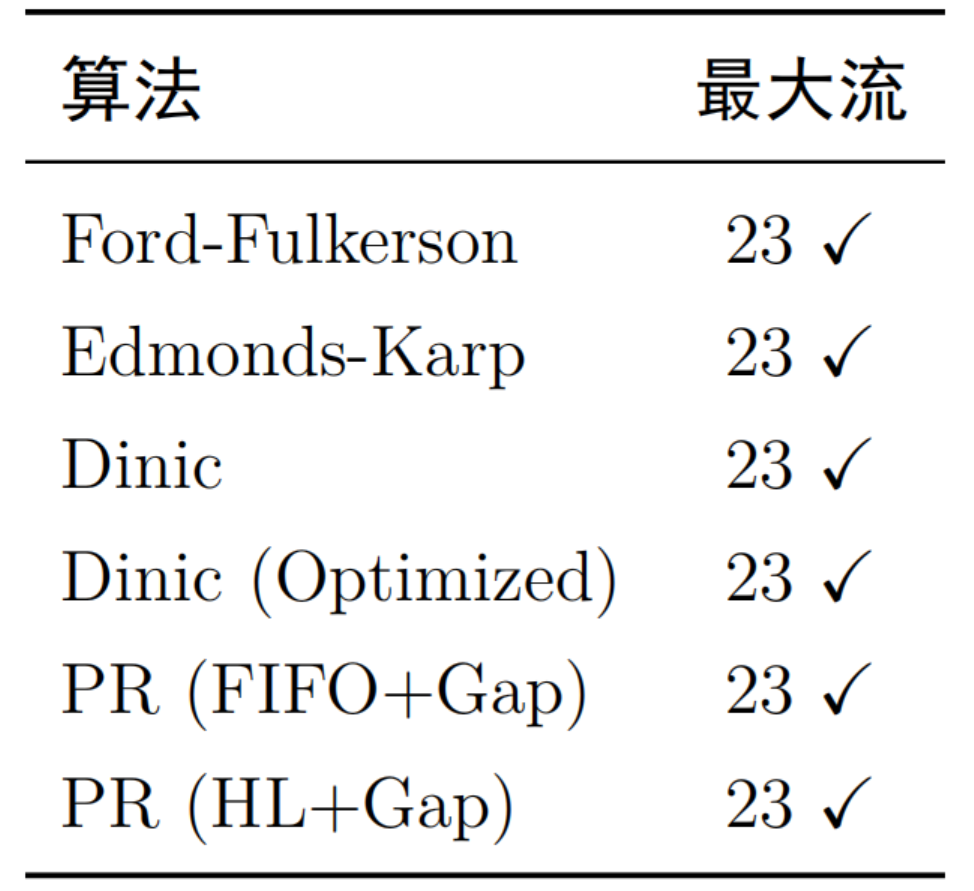 算法 最大流
Ford-Fulkerson 23 ✓
Edmonds-Karp 23 ✓
Dinic 23 ✓
Dinic (Optimized) 23 ✓
PR (FIFO+Gap) 23 ✓
PR (HL+Gap) 23 ✓